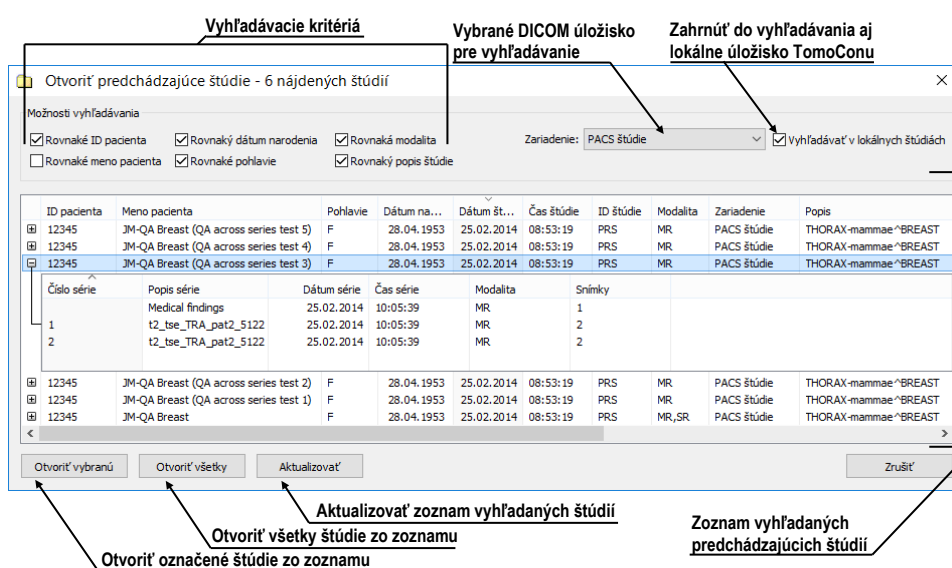 Vyhľadávacie kritériá
Vybrané DICOM úložisko
pre vyhľadávanie
Zahrnúť do vyhľadávania aj
lokálne úložisko TomoConu
Otvoriť predchádzajúce štúdie - 6 nájdených štúdií
Možnosti vyhľadávania
Rovnaké ID pacienta Rovnaký dátum narodenia Rovnaká modalita Zariadenie: PACS štúdie Vyhľadávať v lokálnych štúdiách
Rovnaké meno pacienta Rovnaké pohlavie Rovnaký popis štúdie
ID pacienta Meno pacienta Pohlavie Dátum na... Dátum št... Čas štúdie ID štúdie Modalita Zariadenie Popis
12345 JM-QA Breast (QA across series test 5) F 28.04.1953 25.02.2014 08:53:19 PRS MR PACS štúdie THORAX-mammae^BREAST
12345 JM-QA Breast (QA across series test 4) F 28.04.1953 25.02.2014 08:53:19 PRS MR PACS štúdie THORAX-mammae^BREAST
12345 JM-QA Breast (QA across series test 3) F 28.04.1953 25.02.2014 08:53:19 PRS MR PACS štúdie THORAX-mammae^BREAST
Číslo série Popis série Dátum série Čas série Modalita Snímky
Medical findings 25.02.2014 10:05:39 MR 1
1 t2_tse_TRA_pat2_5122 25.02.2014 10:05:39 MR 2
2 t2_tse_TRA_pat2_5122 25.02.2014 10:05:39 MR 2
12345 JM-QA Breast (QA across series test 2) F 28.04.1953 25.02.2014 08:53:19 PRS MR PACS štúdie THORAX-mammae^BREAST
12345 JM-QA Breast (QA across series test 1) F 28.04.1953 25.02.2014 08:53:19 PRS MR PACS štúdie THORAX-mammae^BREAST
12345 JM-QA Breast F 28.04.1953 25.02.2014 08:53:19 PRS MR,SR PACS štúdie THORAX-mammae^BREAST
Otvoriť vybranú Otvoriť všetky Aktualizovať Zrušiť
Aktualizovať zoznam vyhľadaných štúdií
Otvoriť všetky štúdie zo zoznamu
Otvoriť označené štúdie zo zoznamu
Zoznam vyhľadaných
predchádzajúcich štúdií